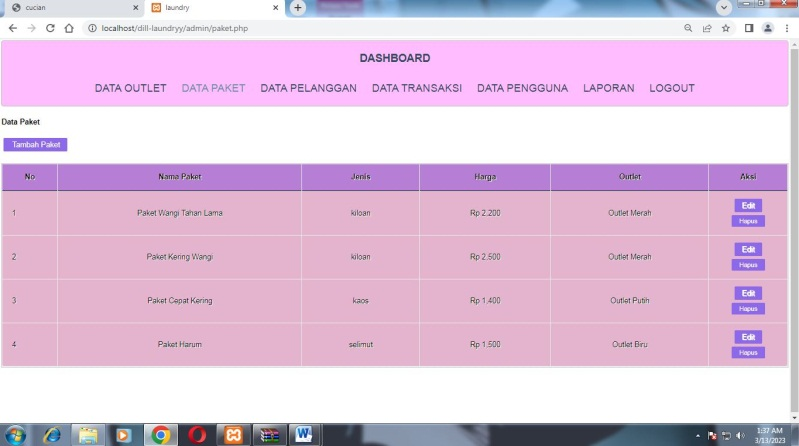 cucian
laundry
localhost/dill-laundryy/admin/paket.php
DASHBOARD
DATA OUTLET DATA PAKET DATA PELANGGAN DATA TRANSAKSI DATA PENGGUNA LAPORAN LOGOUT
Data Paket
Tambah Paket
No Nama Paket Jenis Harga Outlet Aksi
1 Paket Wangi Tahan Lama kiloan Rp 2,200 Outlet Merah Edit
Hapus
2 Paket Kering Wangi kiloan Rp 2,500 Outlet Merah Edit
Hapus
3 Paket Cepat Kering kaos Rp 1,400 Outlet Putih Edit
Hapus
4 Paket Harum selimut Rp 1,500 Outlet Biru Edit
Hapus
1:37 AM
3/13/2023